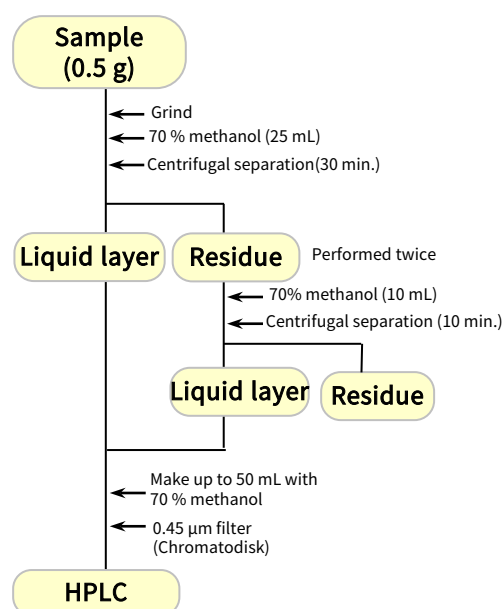 Sample
(0.5 g)
Grind
70 % methanol (25 mL)
Centrifugal separation(30 min.)
Liquid layer
Residue
Performed twice
70% methanol (10 mL)
Centrifugal separation (10 min.)
Liquid layer
Residue
Make up to 50 mL with
70 % methanol
0.45 µm filter
(Chromatodisk)
HPLC